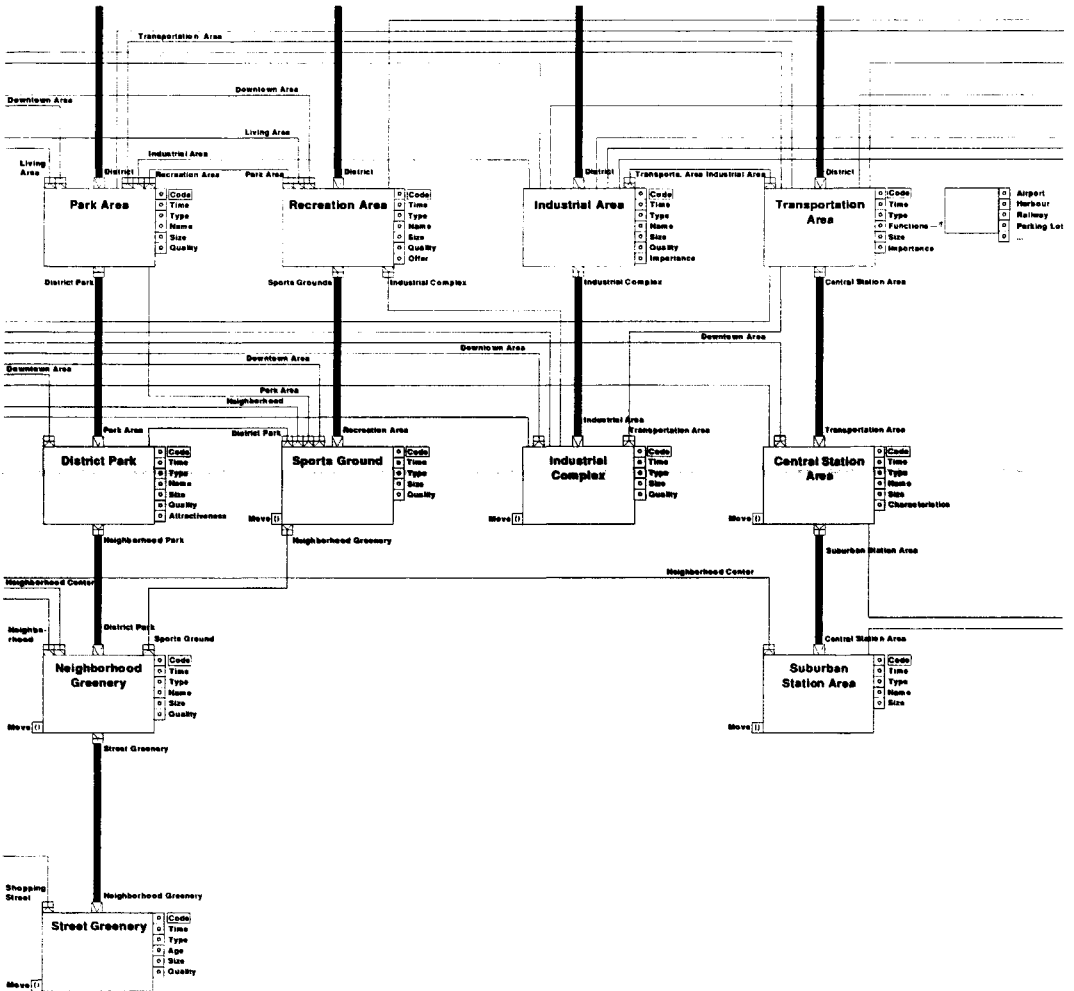 Transportation Area
Downtown Area
Downtown Area
Living Area
Industrial Area
Living
Area
District
Recreation Area
Park Area
District
District
Transporta. Area Industrial Area
District
Park Area
Code
Time
Type
Name
Size
Quality
Recreation Area
Code
Time
Type
Name
Size
Quality
Offer
Industrial Area
Code
Time
Type
Name
Size
Quality
Importance
Transportation
Area
Code
Time
Type
Functions
Size
Importance
Airport
Harbour
Railway
Parking Lot
...
District Park
Sports Grounds
Industrial Complex
Industrial Complex
Central Station Area
Downtown Area
Downtown Area
Downtown Area
Downtown Area
Park Area
Neighborhood
Park Area
District Park
Recreation Area
Industrial Area
Transportation Area
Transportation Area
District Park
Code
Time
Type
Name
Size
Quality
Attractiveness
Sports Ground
Code
Time
Type
Name
Size
Quality
Move ()
Industrial
Complex
Code
Time
Type
Size
Quality
Move ()
Central Station
Area
Code
Time
Type
Name
Size
Characteristics
Move ()
Neighborhood Park
Neighborhood Greenery
Suburban Station Area
Neighborhood Center
Neighborhood Center
Neighbo-
rhood
District Park
Sports Ground
Central Station Area
Neighborhood
Greenery
Code
Time
Type
Name
Size
Quality
Move ()
Suburban
Station Area
Code
Time
Type
Name
Size
Move ()
Street Greenery
Shopping
Street
Neighborhood Greenery
Street Greenery
Code
Time
Type
Age
Size
Quality
Move ()